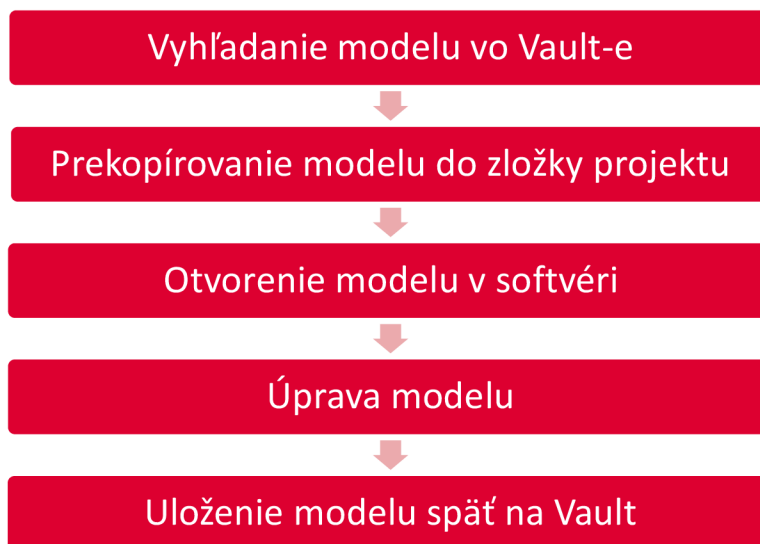 Vyhľadanie modelu vo Vault-e
Prekopírovanie modelu do zložky projektu
Otvorenie modelu v softvéri
Úprava modelu
Uloženie modelu späť na Vault